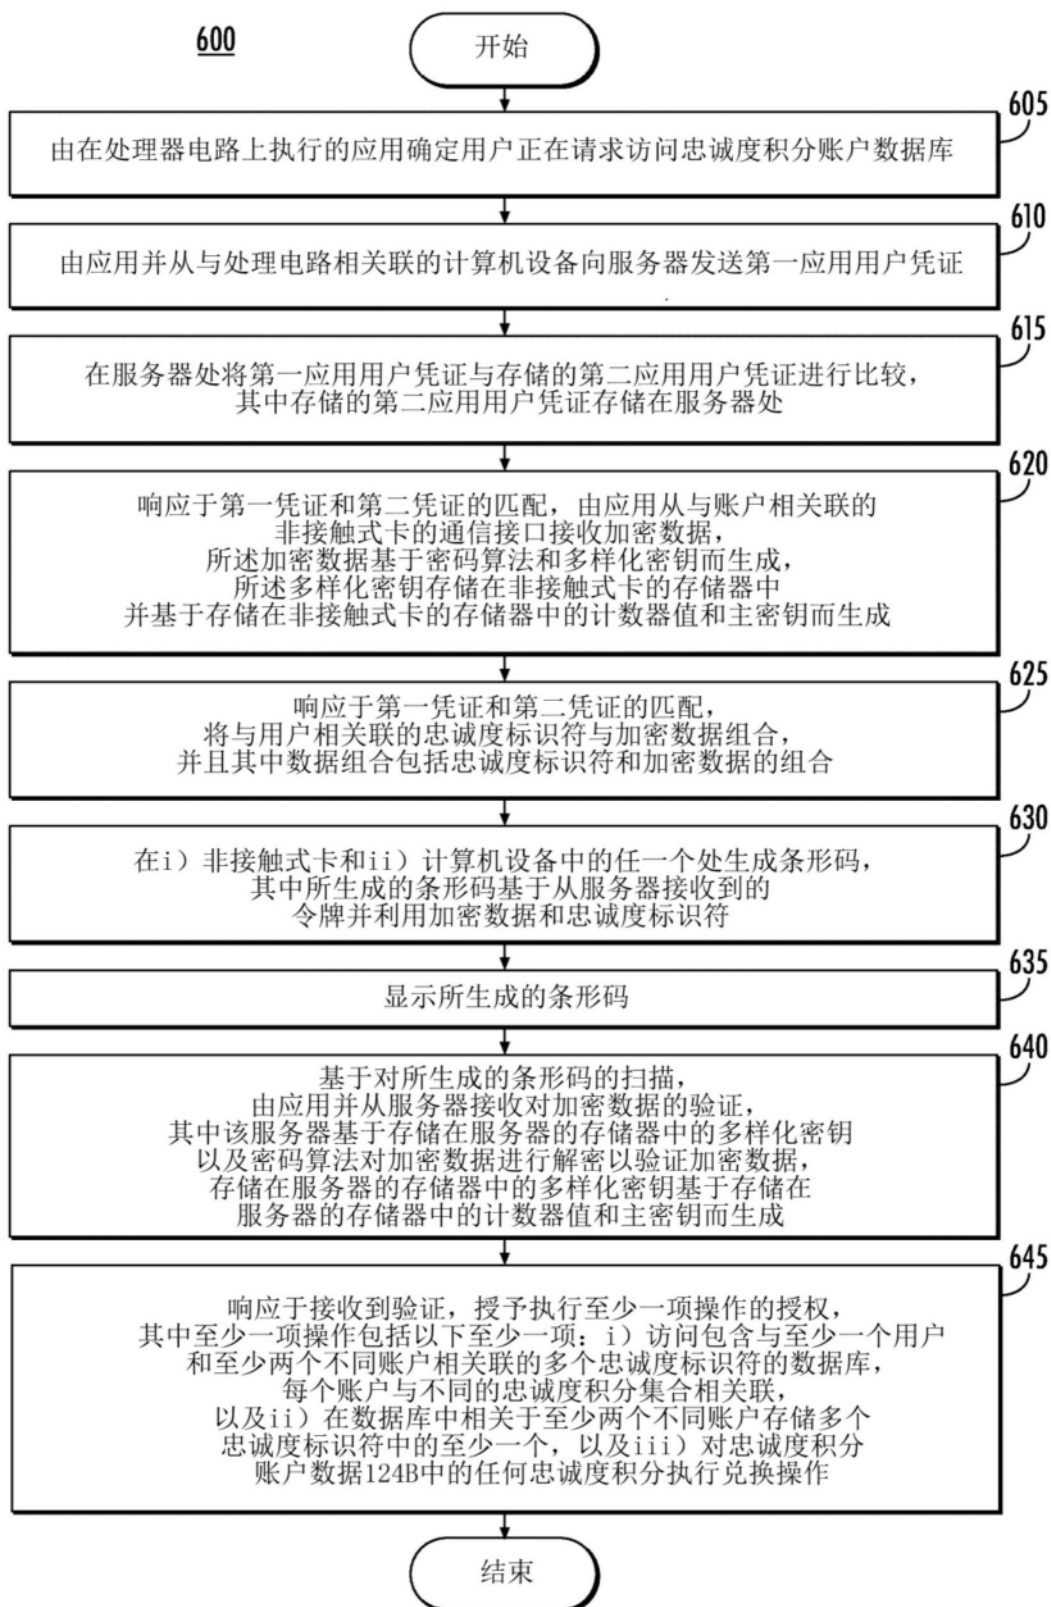 600
开始
605
由在处理器电路上执行的应用确定用户正在请求访问忠诚度积分账户数据库
610
由应用并从与处理电路相关联的计算机设备向服务器发送第一应用用户凭证
615
在服务器处将第一应用用户凭证与存储的第二应用用户凭证进行比较，
其中存储的第二应用用户凭证存储在服务器处
620
响应于第一凭证和第二凭证的匹配，由应用从与账户相关联的
非接触式卡的通信接口接收加密数据，
所述加密数据基于密码算法和多样化密钥而生成，
所述多样化密钥存储在非接触式卡的存储器中
并基于存储在非接触式卡的存储器中的计数器值和主密钥而生成
625
响应于第一凭证和第二凭证的匹配，
将与用户相关联的忠诚度标识符与加密数据组合，
并且其中数据组合包括忠诚度标识符和加密数据的组合
630
在i）非接触式卡和ii）计算机设备中的任一个处生成条形码，
其中所生成的条形码基于从服务器接收到的
令牌并利用加密数据和忠诚度标识符
635
显示所生成的条形码
640
基于对所生成的条形码的扫描，
由应用并从服务器接收对加密数据的验证，
其中该服务器基于存储在服务器的存储器中的多样化密钥
以及密码算法对加密数据进行解密以验证加密数据，
存储在服务器的存储器中的多样化密钥基于存储在
服务器的存储器中的计数器值和主密钥而生成
645
响应于接收到验证，授予执行至少一项操作的授权，
其中至少一项操作包括以下至少一项：i）访问包含与至少一个用户
和至少两个不同账户相关联的多个忠诚度标识符的数据库，
每个账户与不同的忠诚度积分集合相关联，
以及ii）在数据库中相关于至少两个不同账户存储多个
忠诚度标识符中的至少一个，以及iii）对忠诚度积分
账户数据124B中的任何忠诚度积分执行兑换操作
结束